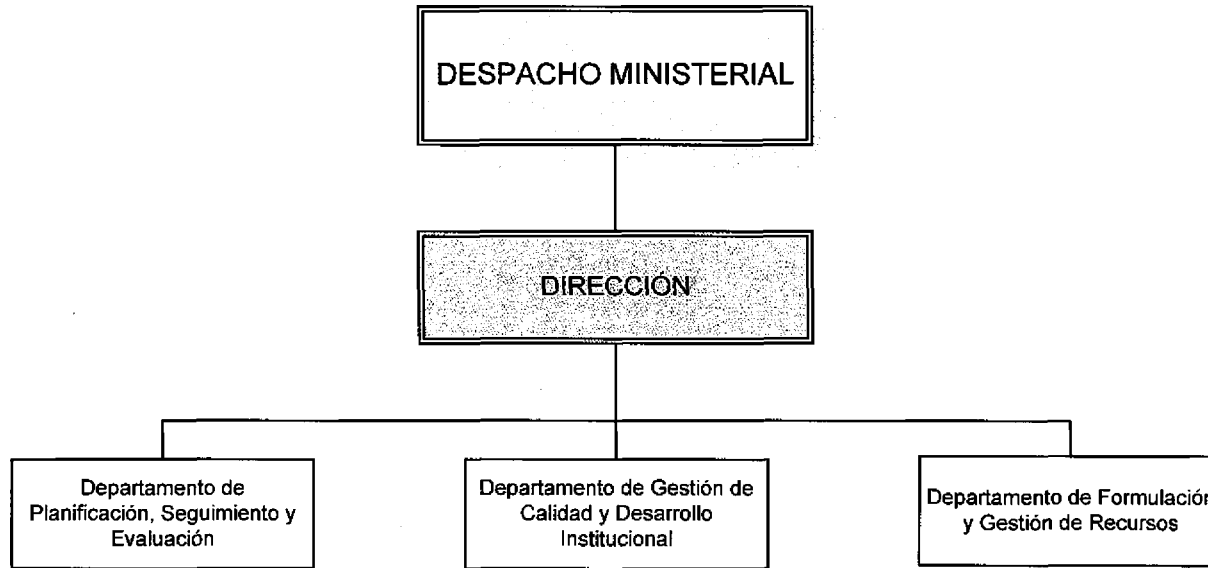 DESPACHO MINISTERIAL
DIRECCIÓN
Departamento de
Planificación, Seguimiento y
Evaluación
Departamento de Gestión de
Calidad y Desarrollo
Institucional
Departamento de Formulación
y Gestión de Recursos